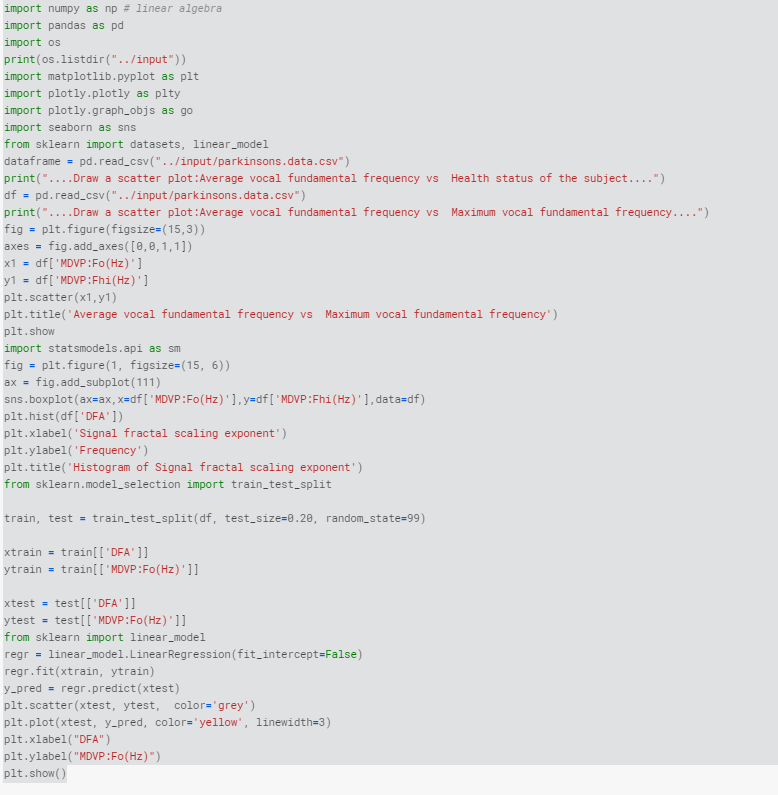 import numpy as np # linear algebra
import pandas as pd
import os
print(os.listdir("../input"))
import matplotlib.pyplot as plt
import plotly.plotly as plty
import plotly.graph_objs as go
import seaborn as sns
from sklearn import datasets, linear_model
dataframe = pd.read_csv("../input/parkinsons.data.csv")
print("....Draw a scatter plot:Average vocal fundamental frequency vs  Health status of the subject....")
df = pd.read_csv("../input/parkinsons.data.csv")
print("....Draw a scatter plot:Average vocal fundamental frequency vs  Maximum vocal fundamental frequency....")
fig = plt.figure(figsize=(15,3))
axes = fig.add_axes([0,0,1,1])
x1 = df['MDVP:Fo(Hz)']
y1 = df['MDVP:Fhi(Hz)']
plt.scatter(x1,y1)
plt.title('Average vocal fundamental frequency vs  Maximum vocal fundamental frequency')
plt.show
import statsmodels.api as sm
fig = plt.figure(1, figsize=(15, 6))
ax = fig.add_subplot(111)
sns.boxplot(ax=ax,x=df['MDVP:Fo(Hz)'],y=df['MDVP:Fhi(Hz)'],data=df)
plt.hist(df['DFA'])
plt.xlabel('Signal fractal scaling exponent')
plt.ylabel('Frequency')
plt.title('Histogram of Signal fractal scaling exponent')
from sklearn.model_selection import train_test_split
train, test = train_test_split(df, test_size=0.20, random_state=99)
xtrain = train[['DFA']]
ytrain = train[['MDVP:Fo(Hz)']]
xtest = test[['DFA']]
ytest = test[['MDVP:Fo(Hz)']]
from sklearn import linear_model
regr = linear_model.LinearRegression(fit_intercept=False)
regr.fit(xtrain, ytrain)
y_pred = regr.predict(xtest)
plt.scatter(xtest, ytest,  color='grey')
plt.plot(xtest, y_pred, color='yellow', linewidth=3)
plt.xlabel("DFA")
plt.ylabel("MDVP:Fo(Hz)")
plt.show()